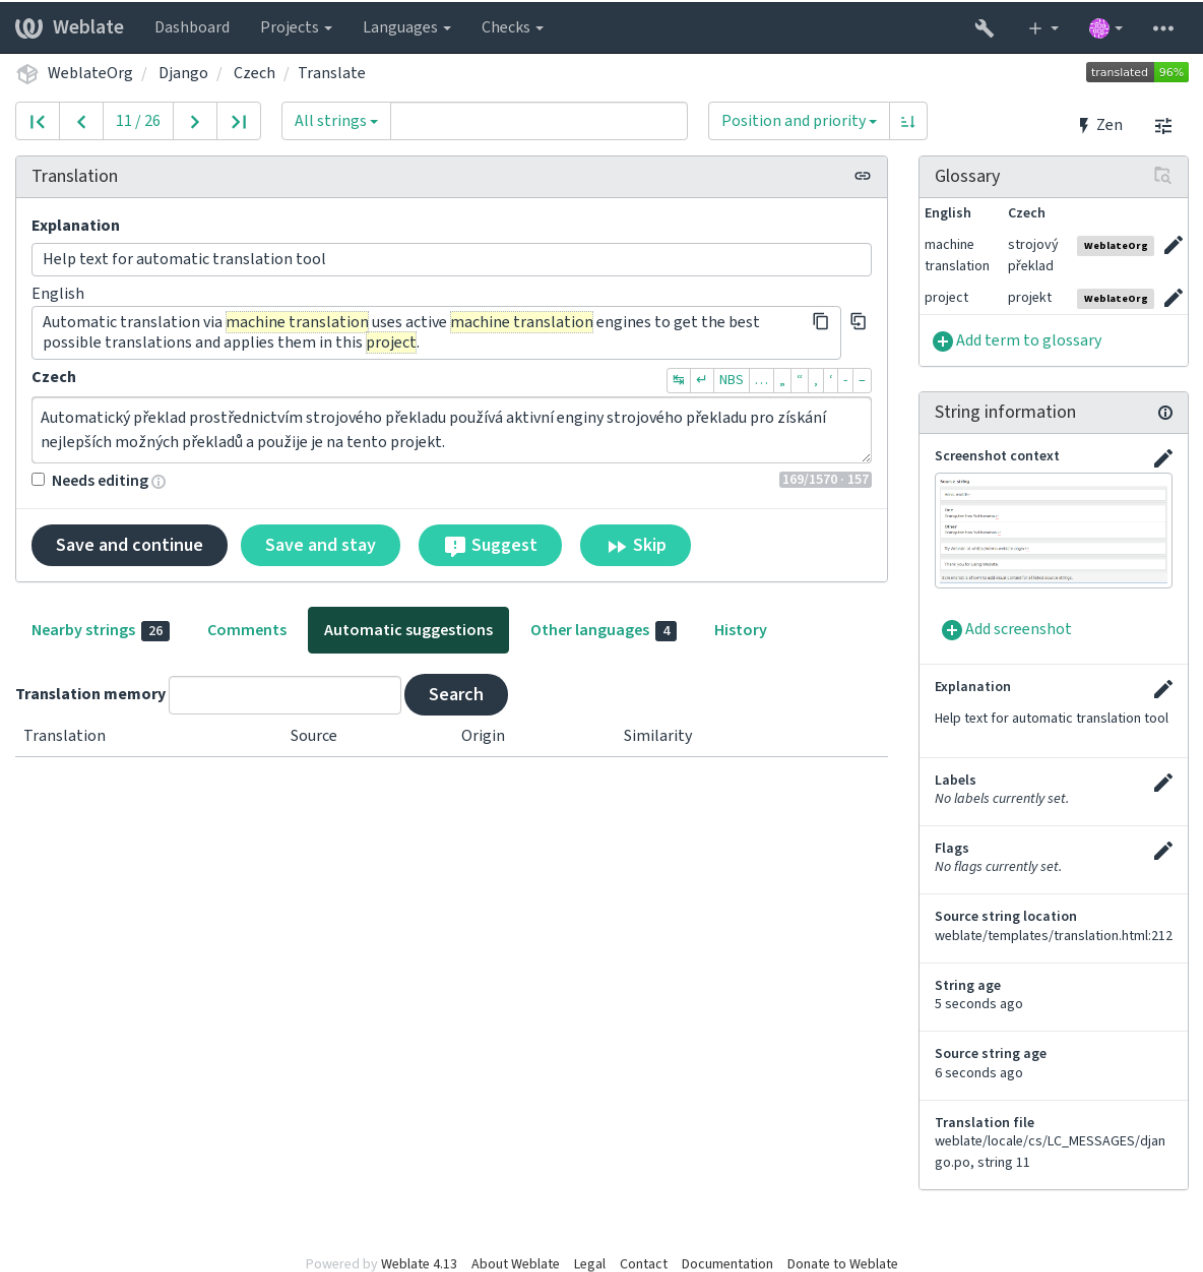 Weblate Dashboard Projects Languages Checks
WeblateOrg / Django / Czech / Translate
translated 96%
11 / 26
All strings
Position and priority
Zen
Translation
Explanation
Help text for automatic translation tool
English
Automatic translation via machine translation uses active machine translation engines to get the best
possible translations and applies them in this project.
Czech
NBS … „ “ ‚ ‘ - –
Automatický překlad prostřednictvím strojového překladu používá aktivní enginy strojového překladu pro získání
nejlepších možných překladů a použije je na tento projekt.
Needs editing
169/1570 · 157
Save and continue
Save and stay
Suggest
Skip
Nearby strings 26
Comments
Automatic suggestions
Other languages 4
History
Translation memory
Search
Translation Source Origin Similarity
Glossary
English Czech
machine translation strojový překlad WeblateOrg
project projekt WeblateOrg
Add term to glossary
String information
Screenshot context
Add screenshot
Explanation
Help text for automatic translation tool
Labels
No labels currently set.
Flags
No flags currently set.
Source string location
weblate/templates/translation.html:212
String age
5 seconds ago
Source string age
6 seconds ago
Translation file
weblate/locale/cs/LC_MESSAGES/djan
go.po, string 11
Powered by Weblate 4.13 About Weblate Legal Contact Documentation Donate to Weblate